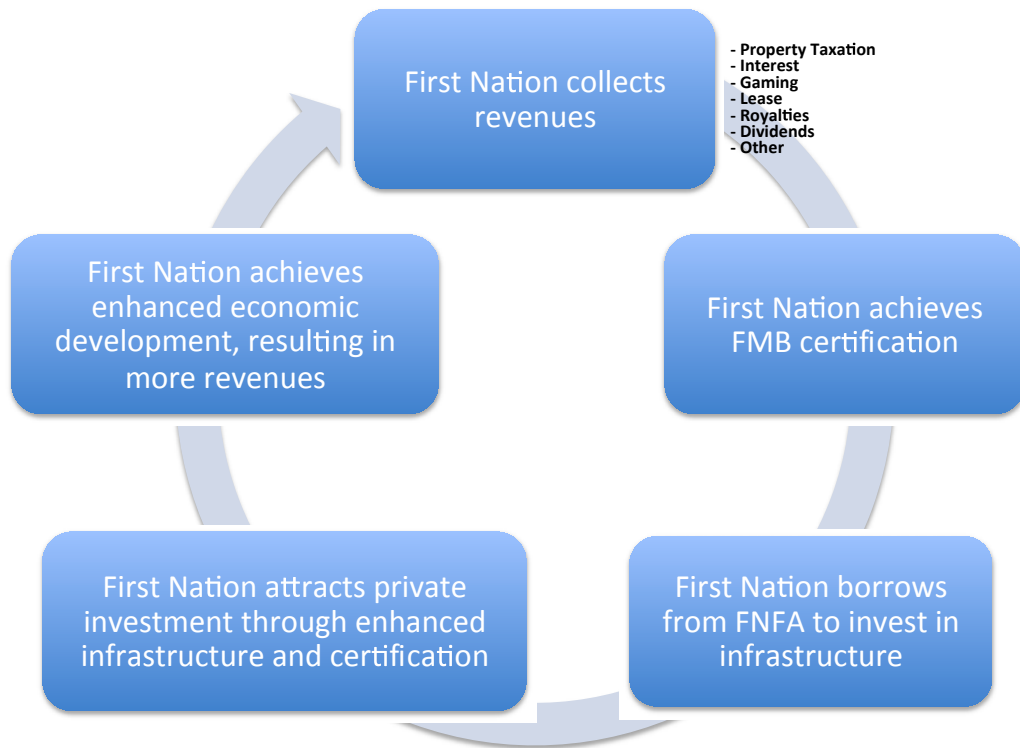 First Nation collects
revenues
- Property Taxation
- Interest
- Gaming
- Lease
- Royalties
- Dividends
- Other
First Nation achieves
FMB certification
First Nation borrows
from FNFA to invest in
infrastructure
First Nation attracts private
investment through enhanced
infrastructure and certification
First Nation achieves
enhanced economic
development, resulting in
more revenues